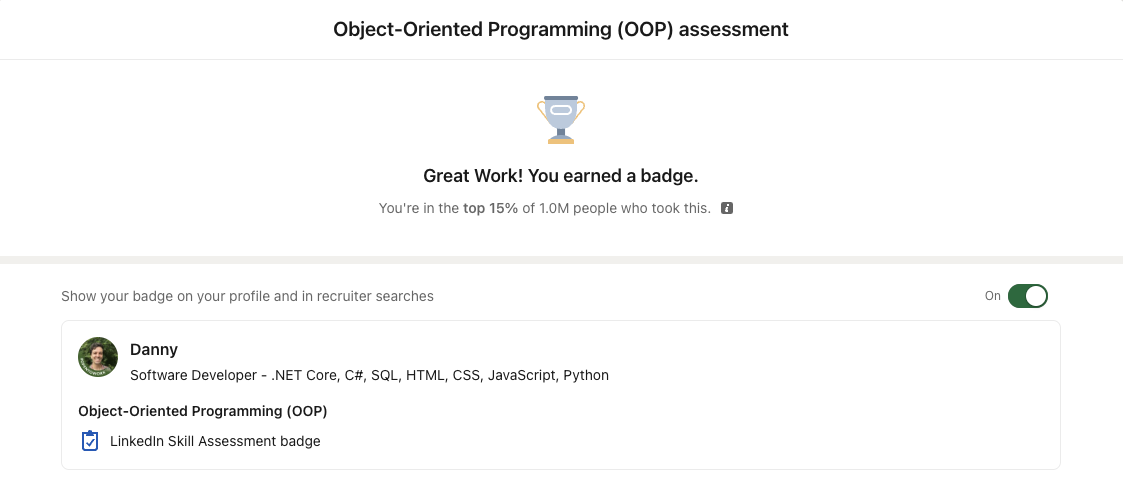 Object-Oriented Programming (OOP) assessment
Great Work! You earned a badge.
You're in the top 15% of 1.0M people who took this.
Show your badge on your profile and in recruiter searches
On
Danny
Software Developer - .NET Core, C#, SQL, HTML, CSS, JavaScript, Python
Object-Oriented Programming (OOP)
LinkedIn Skill Assessment badge